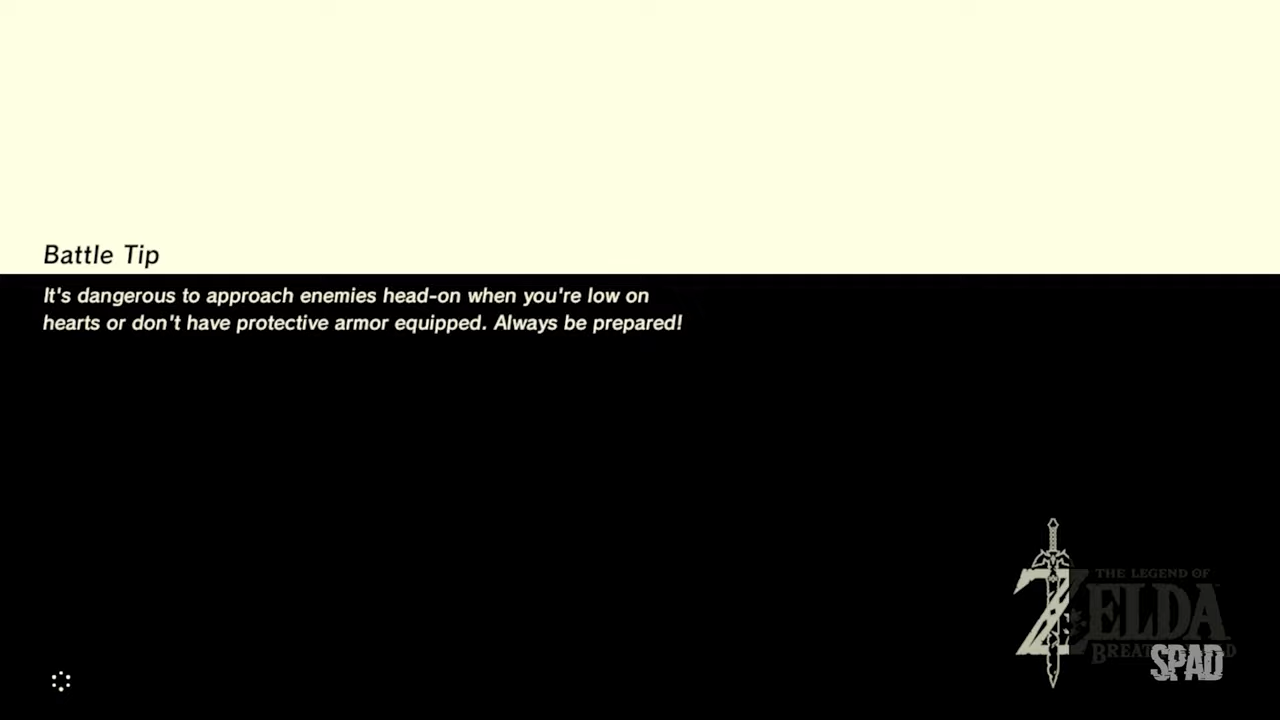 Battle Tip
It's dangerous to approach enemies head-on when you're low on
hearts or don't have protective armor equipped. Always be prepared!
THE LEGEND OF
ZELDA
SPAD